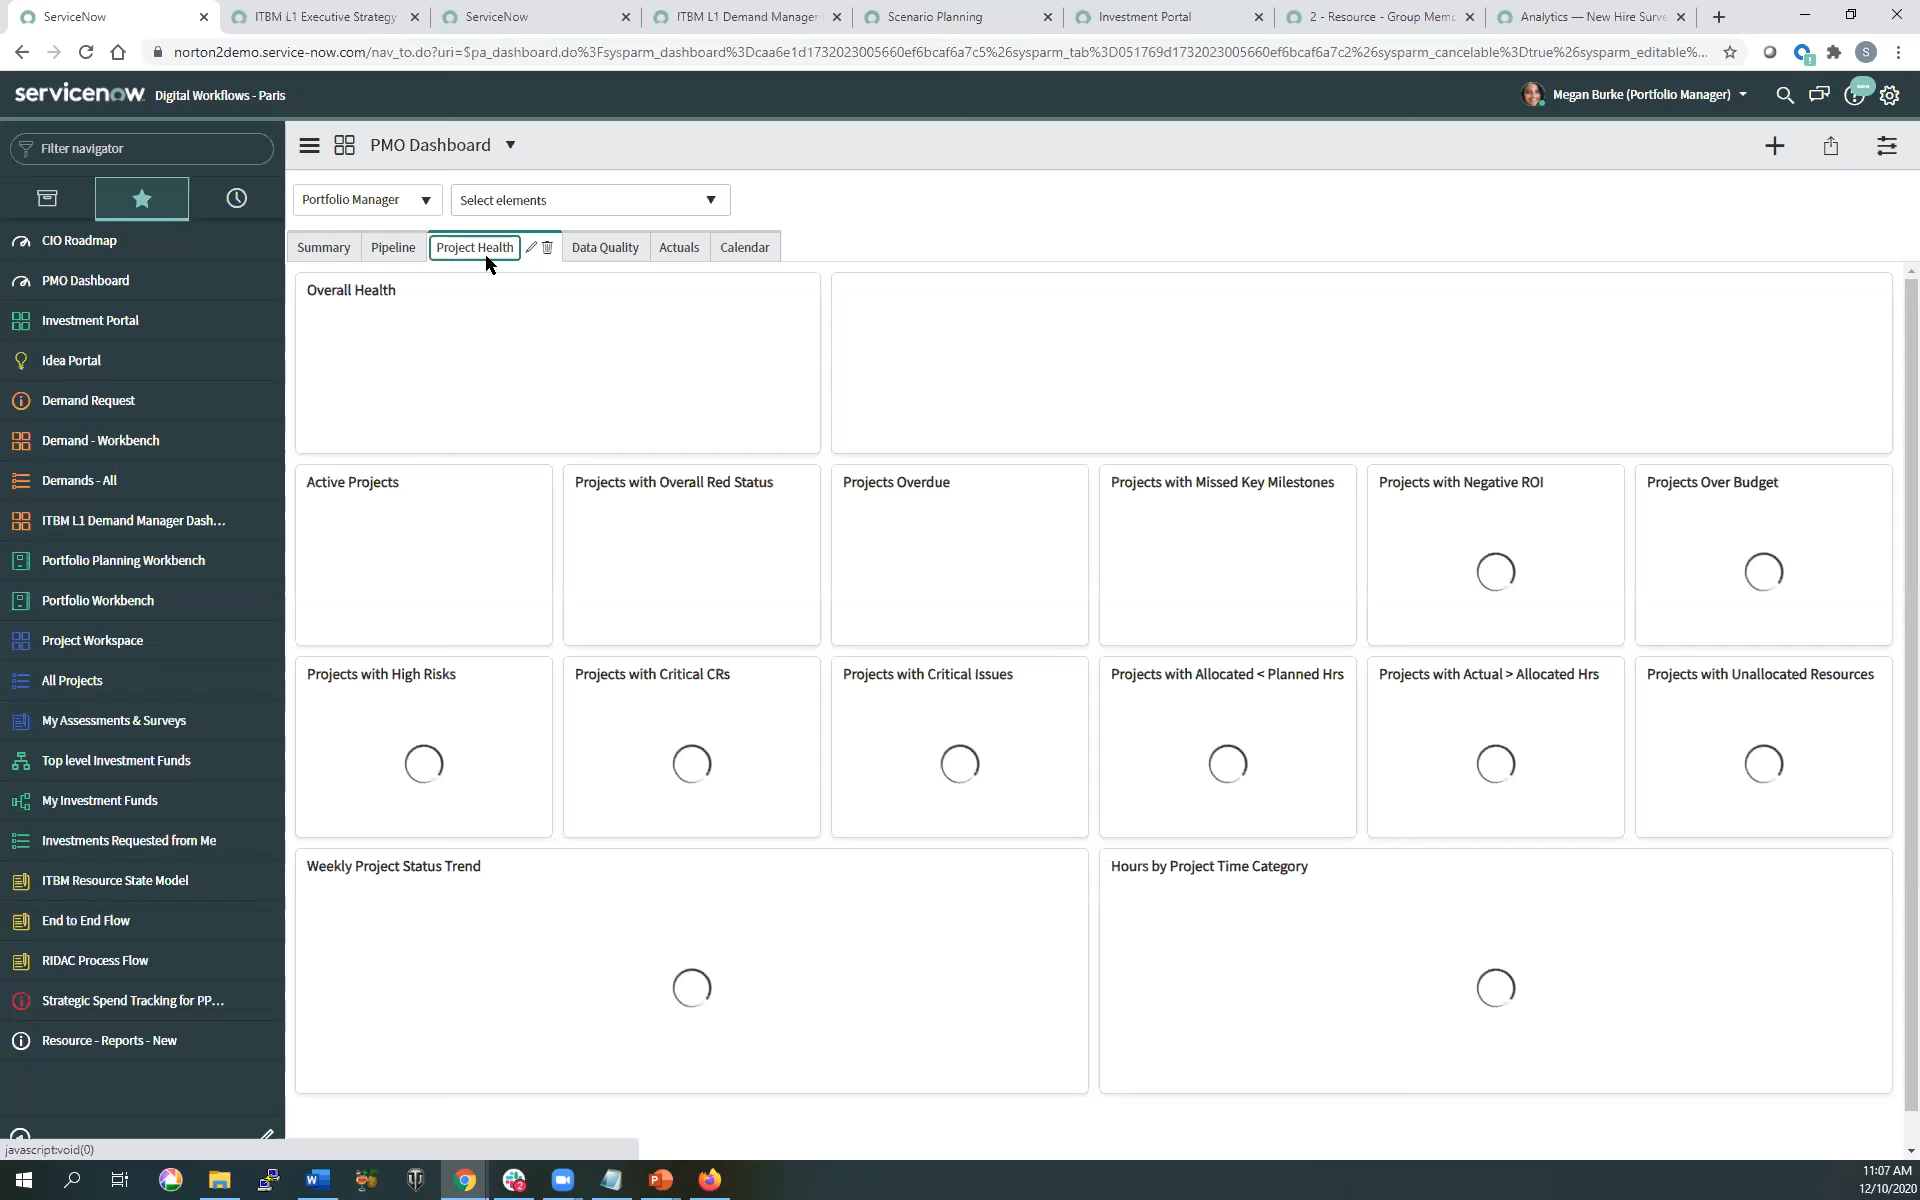 ServiceNow
ITBM L1 Executive Strategy
ServiceNow
ITBM L1 Demand Manager
Scenario Planning
Investment Portal
2 - Resource - Group Memb
Analytics — New Hire Surve
norton2demo.service-now.com/nav_to.do?uri=$pa_dashboard.do%3Fsysparm_dashboard%3Dcaa6e1d1732023005660ef6bcaf6a7c5%26sysparm_tab%3D051769d1732023005660ef6bcaf6a7c2%26sysparm_cancelable%3Dtrue%26sysparm_editable%...
S
servicenow Digital Workflows - Paris
Megan Burke (Portfolio Manager)
Filter navigator
CIO Roadmap
PMO Dashboard
Investment Portal
Idea Portal
Demand Request
Demand - Workbench
Demands - All
ITBM L1 Demand Manager Dash...
Portfolio Planning Workbench
Portfolio Workbench
Project Workspace
All Projects
My Assessments & Surveys
Top level Investment Funds
My Investment Funds
Investments Requested from Me
ITBM Resource State Model
End to End Flow
RIDAC Process Flow
Strategic Spend Tracking for PP...
Resource - Reports - New
javascript:void(0)
PMO Dashboard
Portfolio Manager
Select elements
Summary
Pipeline
Project Health
Data Quality
Actuals
Calendar
Overall Health
Active Projects
Projects with Overall Red Status
Projects Overdue
Projects with Missed Key Milestones
Projects with Negative ROI
Projects Over Budget
Projects with High Risks
Projects with Critical CRs
Projects with Critical Issues
Projects with Allocated < Planned Hrs
Projects with Actual > Allocated Hrs
Projects with Unallocated Resources
Weekly Project Status Trend
Hours by Project Time Category
11:07 AM
12/10/2020